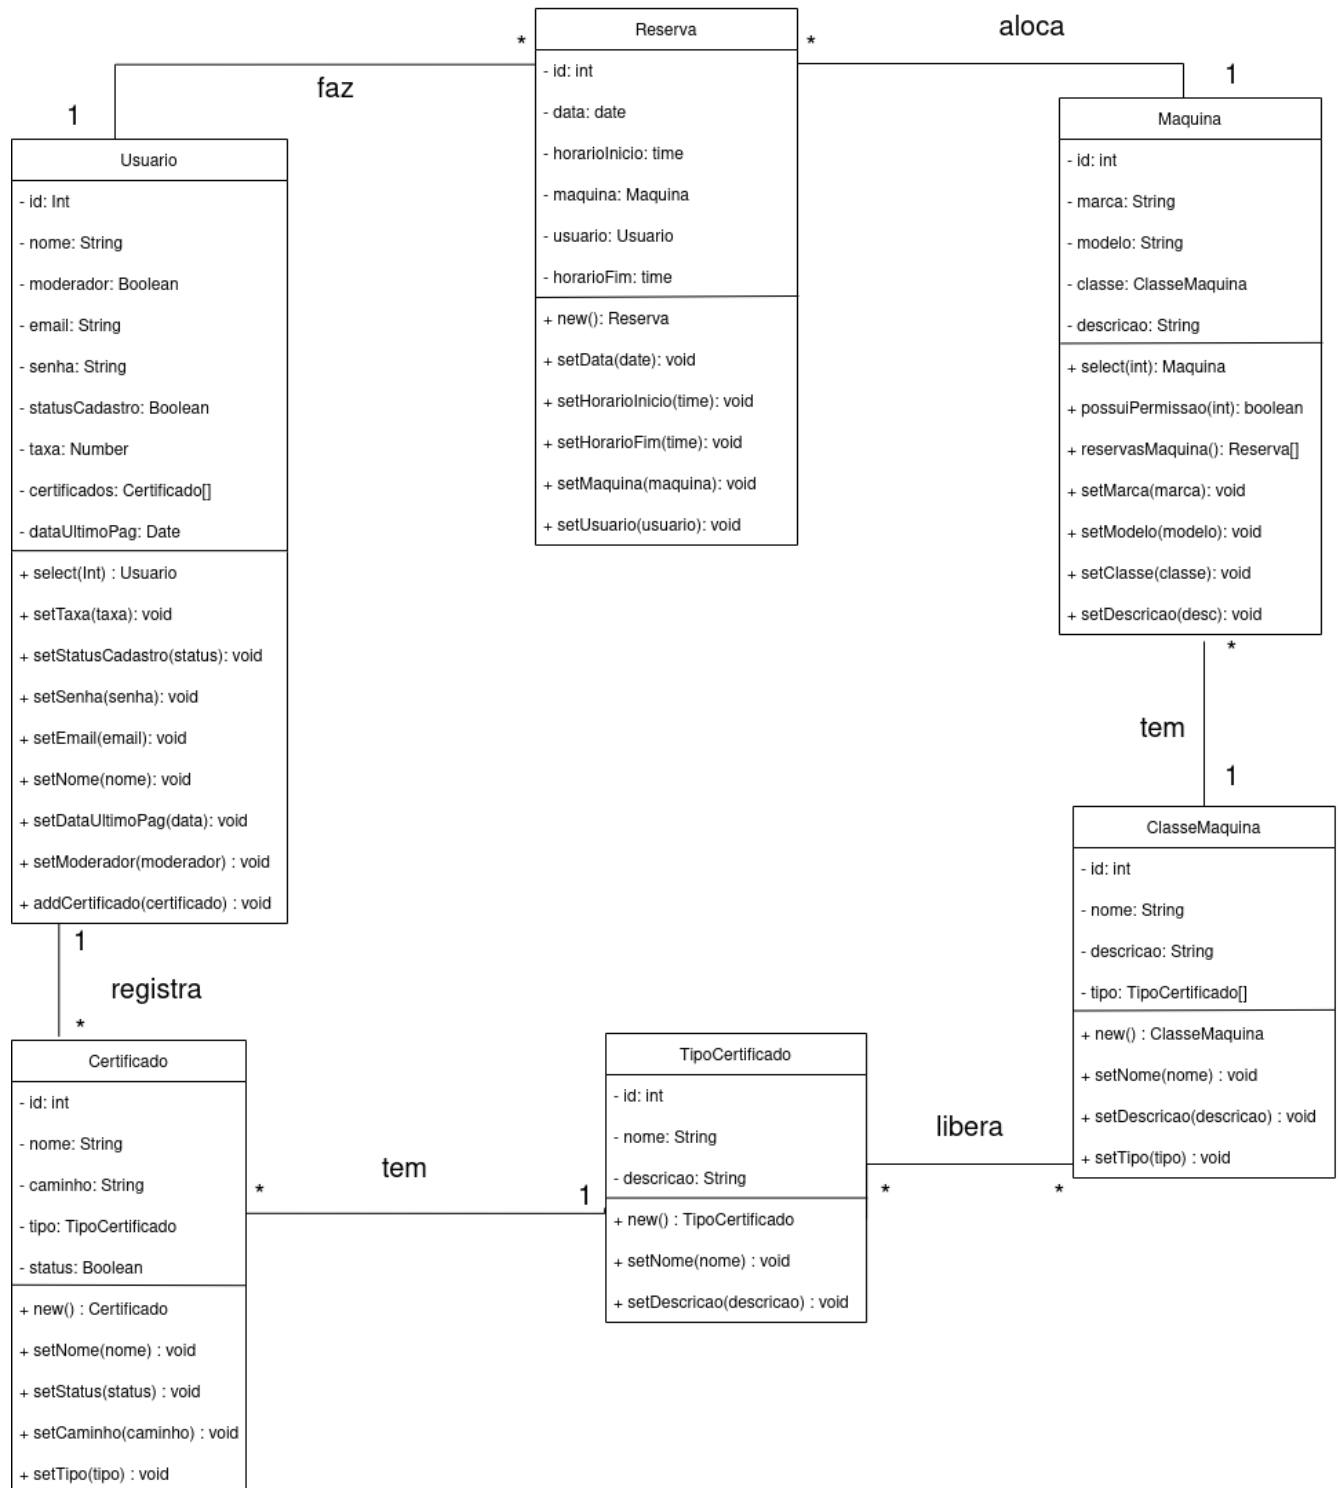 Reserva
- id: int
- data: date
- horarioInicio: time
- maquina: Maquina
- usuario: Usuario
- horarioFim: time
+ new(): Reserva
+ setData(date): void
+ setHorarioInicio(time): void
+ setHorarioFim(time): void
+ setMaquina(maquina): void
+ setUsuario(usuario): void
*
faz
1
*
aloca
1
Usuario
- id: Int
- nome: String
- moderador: Boolean
- email: String
- senha: String
- statusCadastro: Boolean
- taxa: Number
- certificados: Certificado[]
- dataUltimoPag: Date
+ select(Int) : Usuario
+ setTaxa(taxa): void
+ setStatusCadastro(status): void
+ setSenha(senha): void
+ setEmail(email): void
+ setNome(nome): void
+ setDataUltimoPag(data): void
+ setModerador(moderador) : void
+ addCertificado(certificado) : void
Maquina
- id: int
- marca: String
- modelo: String
- classe: ClasseMaquina
- descricao: String
+ select(int): Maquina
+ possuiPermissao(int): boolean
+ reservasMaquina(): Reserva[]
+ setMarca(marca): void
+ setModelo(modelo): void
+ setClasse(classe): void
+ setDescricao(desc): void
*
tem
1
ClasseMaquina
- id: int
- nome: String
- descricao: String
- tipo: TipoCertificado[]
+ new() : ClasseMaquina
+ setNome(nome) : void
+ setDescricao(descricao) : void
+ setTipo(tipo) : void
1
registra
*
Certificado
- id: int
- nome: String
- caminho: String
- tipo: TipoCertificado
- status: Boolean
+ new() : Certificado
+ setNome(nome) : void
+ setStatus(status) : void
+ setCaminho(caminho) : void
+ setTipo(tipo) : void
tem
*
1
TipoCertificado
- id: int
- nome: String
- descricao: String
+ new() : TipoCertificado
+ setNome(nome) : void
+ setDescricao(descricao) : void
libera
*
*